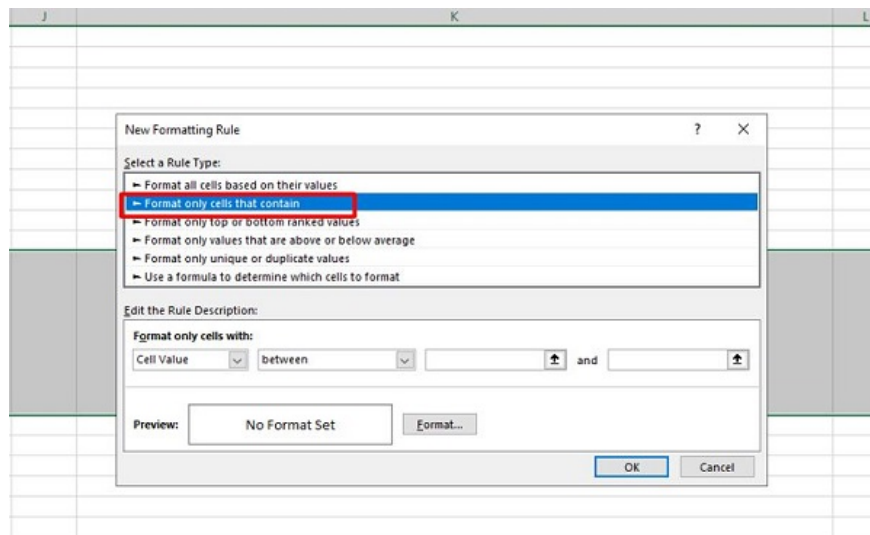 J K L
New Formatting Rule ? X
Select a Rule Type:
► Format all cells based on their values
► Format only cells that contain
► Format only top or bottom ranked values
► Format only values that are above or below average
► Format only unique or duplicate values
► Use a formula to determine which cells to format
Edit the Rule Description:
Format only cells with:
Cell Value between and
Preview: No Format Set Format...
OK Cancel